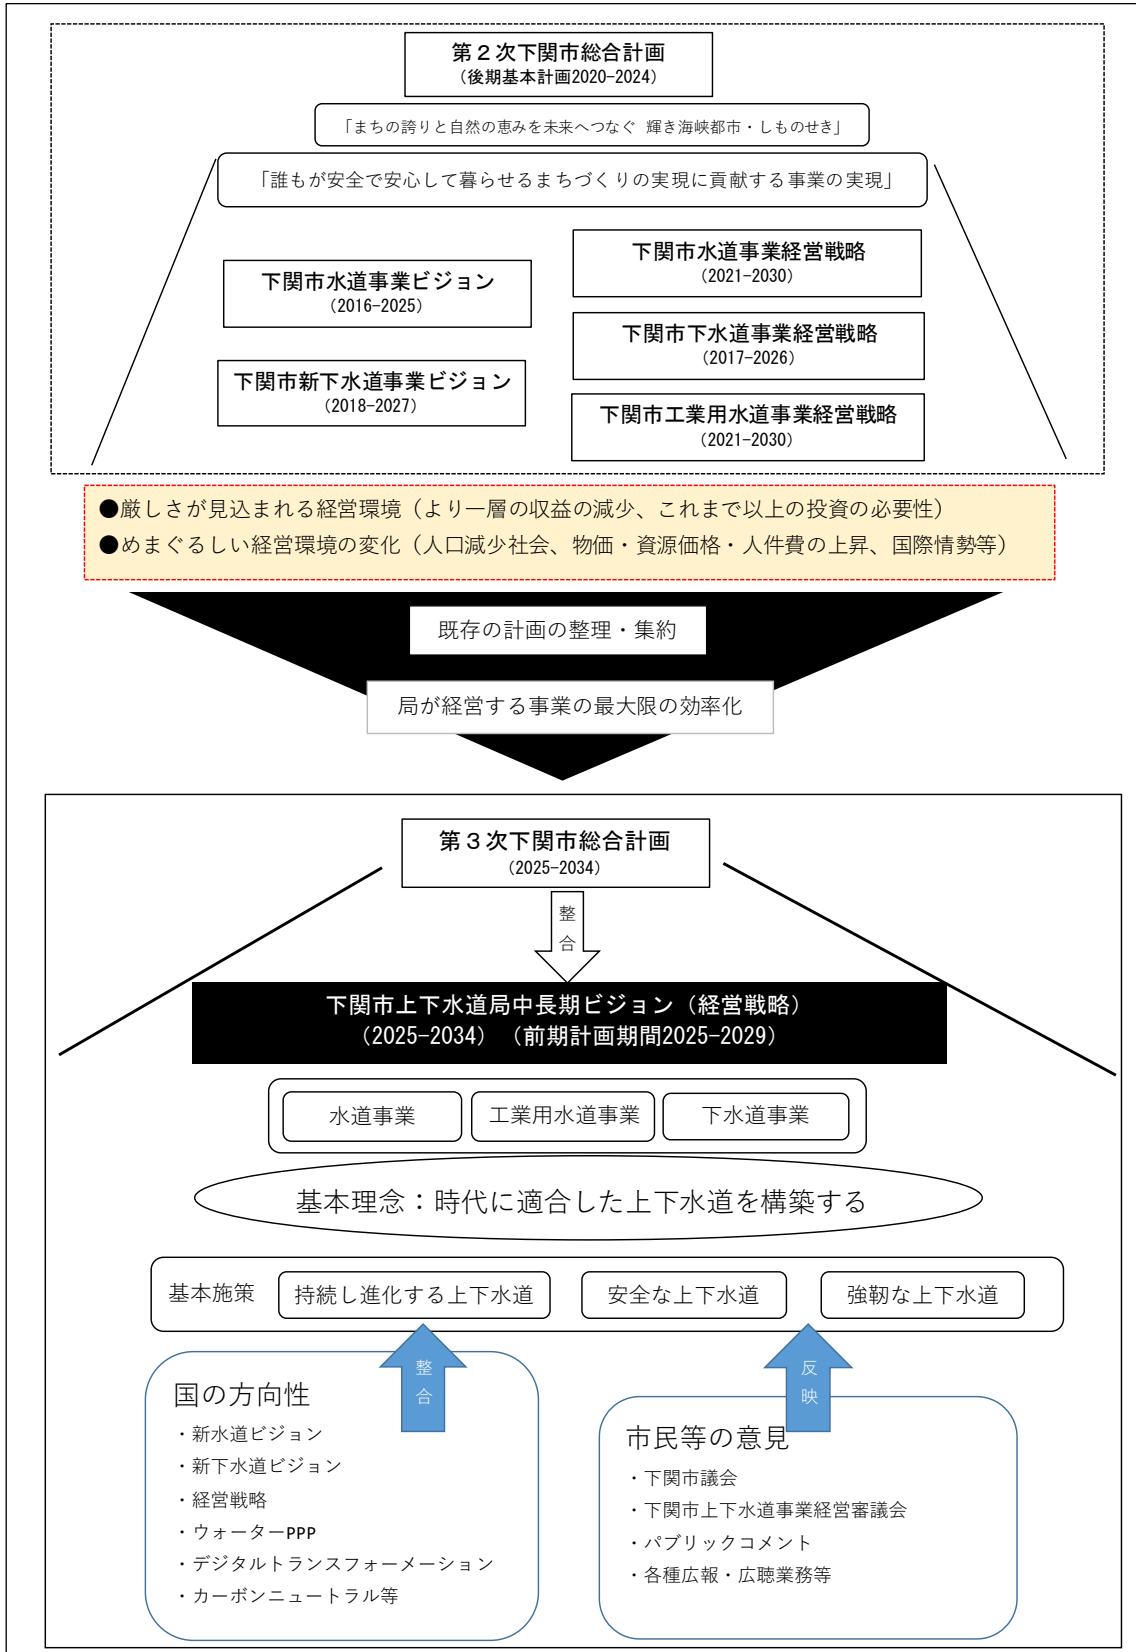 第２次下関市総合計画
（後期基本計画2020-2024）
「まちの誇りと自然の恵みを未来へつなぐ 輝き海峡都市・しものせき」
「誰もが安全で安心して暮らせるまちづくりの実現に貢献する事業の実現」
下関市水道事業ビジョン
（2016-2025）
下関市新下水道事業ビジョン
（2018-2027）
下関市水道事業経営戦略
（2021-2030）
下関市下水道事業経営戦略
（2017-2026）
下関市工業用水道事業経営戦略
（2021-2030）
●厳しさが見込まれる経営環境（より一層の収益の減少、これまで以上の投資の必要性）
●めまぐるしい経営環境の変化（人口減少社会、物価・資源価格・人件費の上昇、国際情勢等）
既存の計画の整理・集約
局が経営する事業の最大限の効率化
第３次下関市総合計画
（2025-2034）
整
合
下関市上下水道局中長期ビジョン（経営戦略）
（2025-2034）（前期計画期間2025-2029）
水道事業
工業用水道事業
下水道事業
基本理念：時代に適合した上下水道を構築する
基本施策
持続し進化する上下水道
安全な上下水道
強靭な上下水道
整
合
国の方向性
・新水道ビジョン
・新下水道ビジョン
・経営戦略
・ウォーターPPP
・デジタルトランスフォーメーション
・カーボンニュートラル等
反
映
市民等の意見
・下関市議会
・下関市上下水道事業経営審議会
・パブリックコメント
・各種広報・広聴業務等